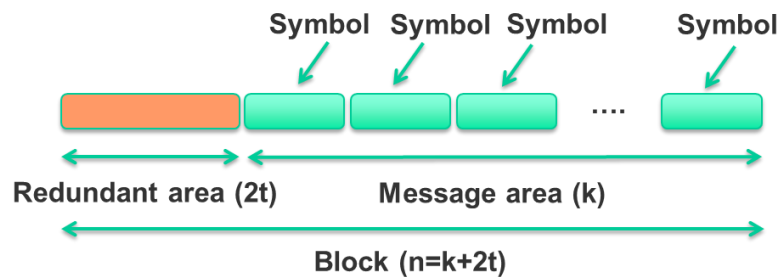 Symbol Symbol Symbol Symbol
....
Redundant area (2t) Message area (k)
Block (n=k+2t)